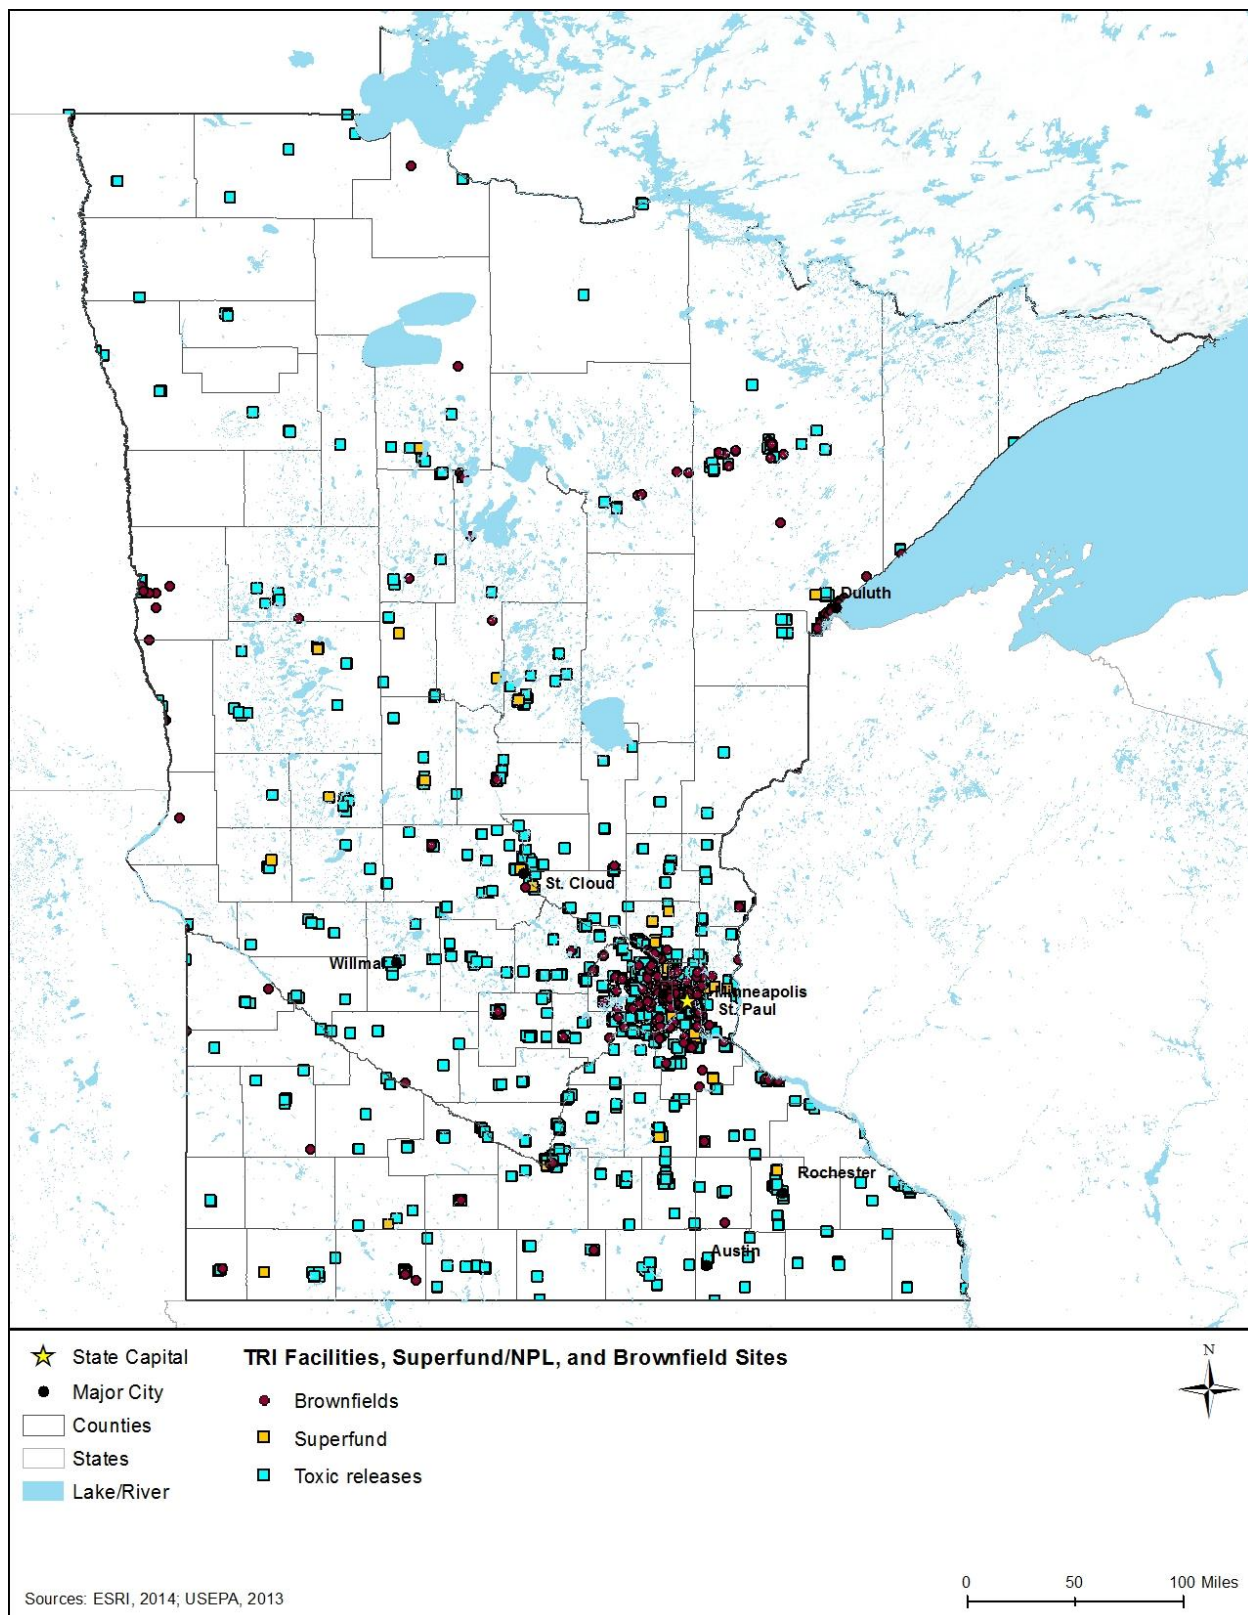 Duluth
St. Cloud
Willmar
Minneapolis
St. Paul
Rochester
Austin
State Capital
Major City
Counties
States
Lake/River
TRI Facilities, Superfund/NPL, and Brownfield Sites
Brownfields
Superfund
Toxic releases
N
Sources: ESRI, 2014; USEPA, 2013
0 50 100 Miles